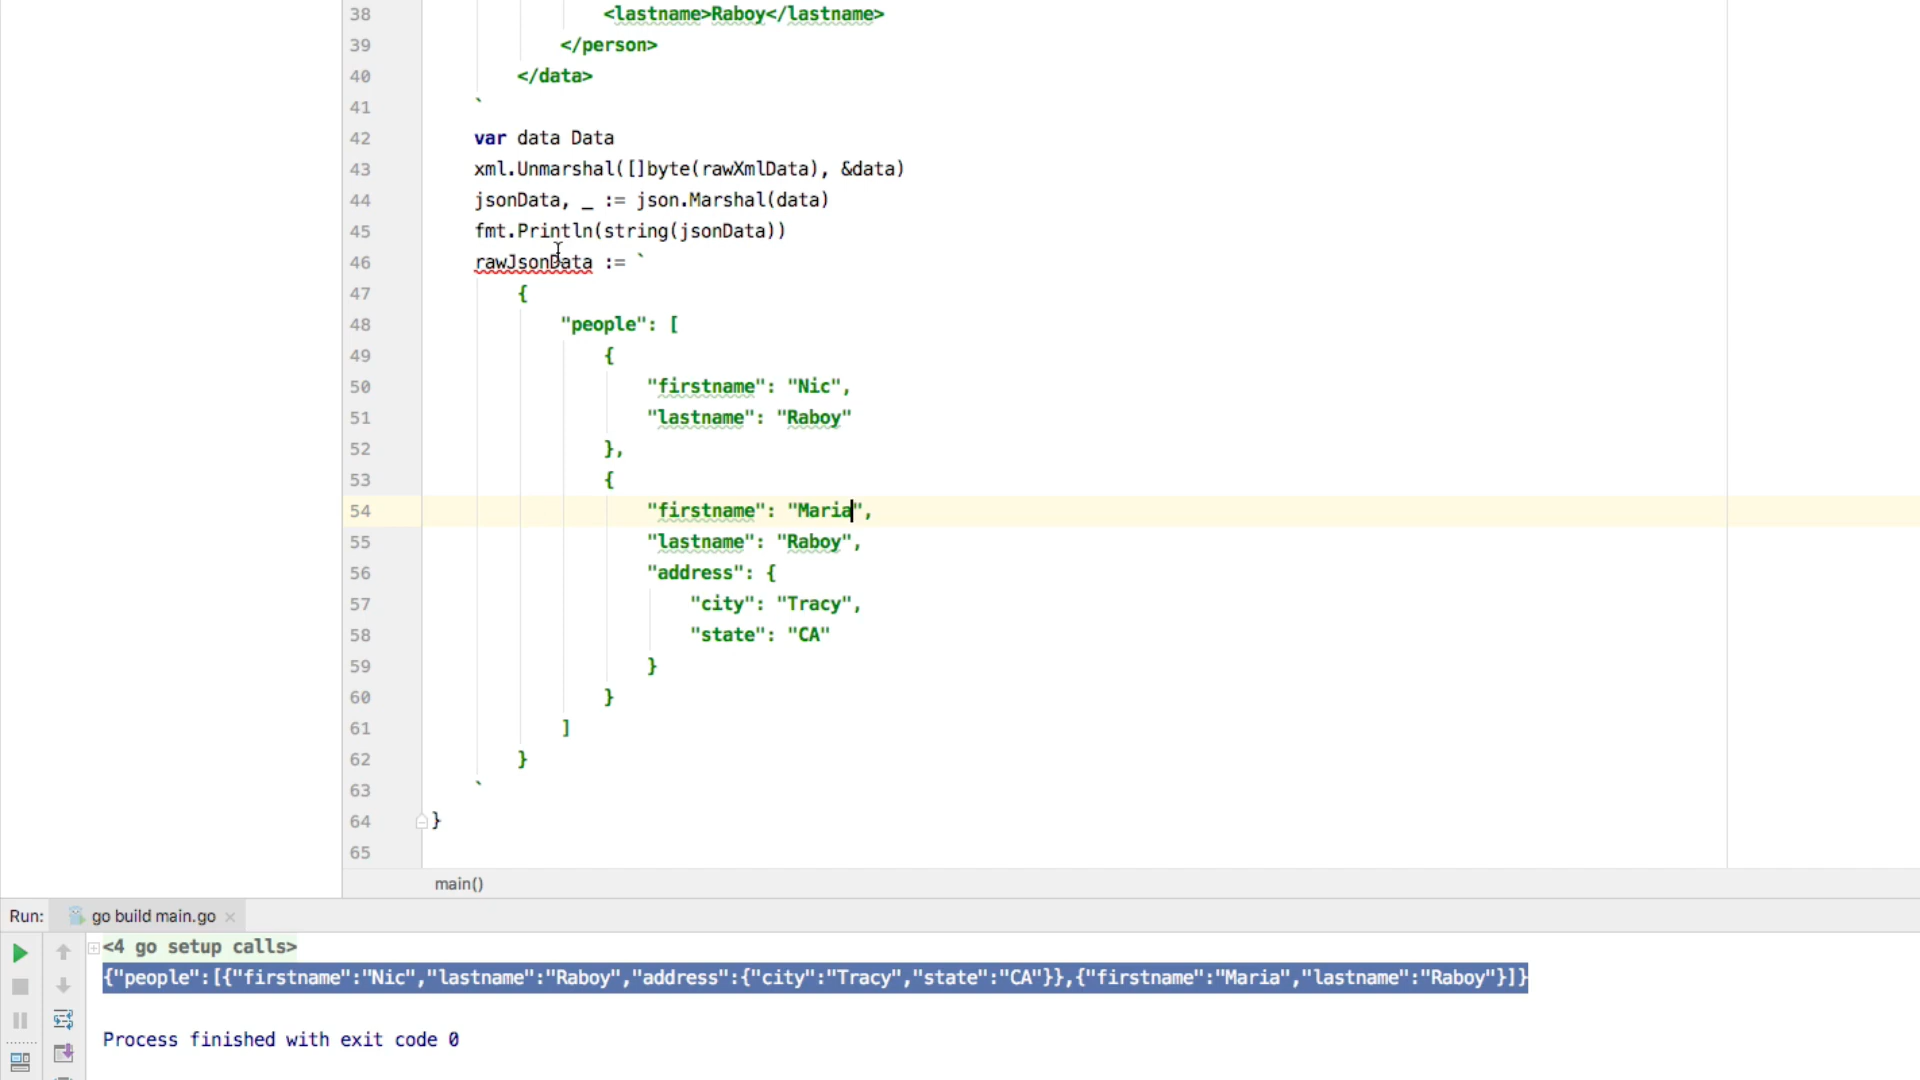 38 <lastname>Raboy</lastname>
39 </person>
40 </data>
41 `
42 var data Data
43 xml.Unmarshal([]byte(rawXmlData), &data)
44 jsonData, _ := json.Marshal(data)
45 fmt.Println(string(jsonData))
46 rawJsonData := `
47 {
48 "people": [
49 {
50 "firstname": "Nic",
51 "lastname": "Raboy"
52 },
53 {
54 "firstname": "Maria",
55 "lastname": "Raboy",
56 "address": {
57 "city": "Tracy",
58 "state": "CA"
59 }
60 }
61 ]
62 }
63 `
64 }
65
main()
Run: go build main.go
<4 go setup calls>
{"people":[{"firstname":"Nic","lastname":"Raboy","address":{"city":"Tracy","state":"CA"}},{"firstname":"Maria","lastname":"Raboy"}]}
Process finished with exit code 0